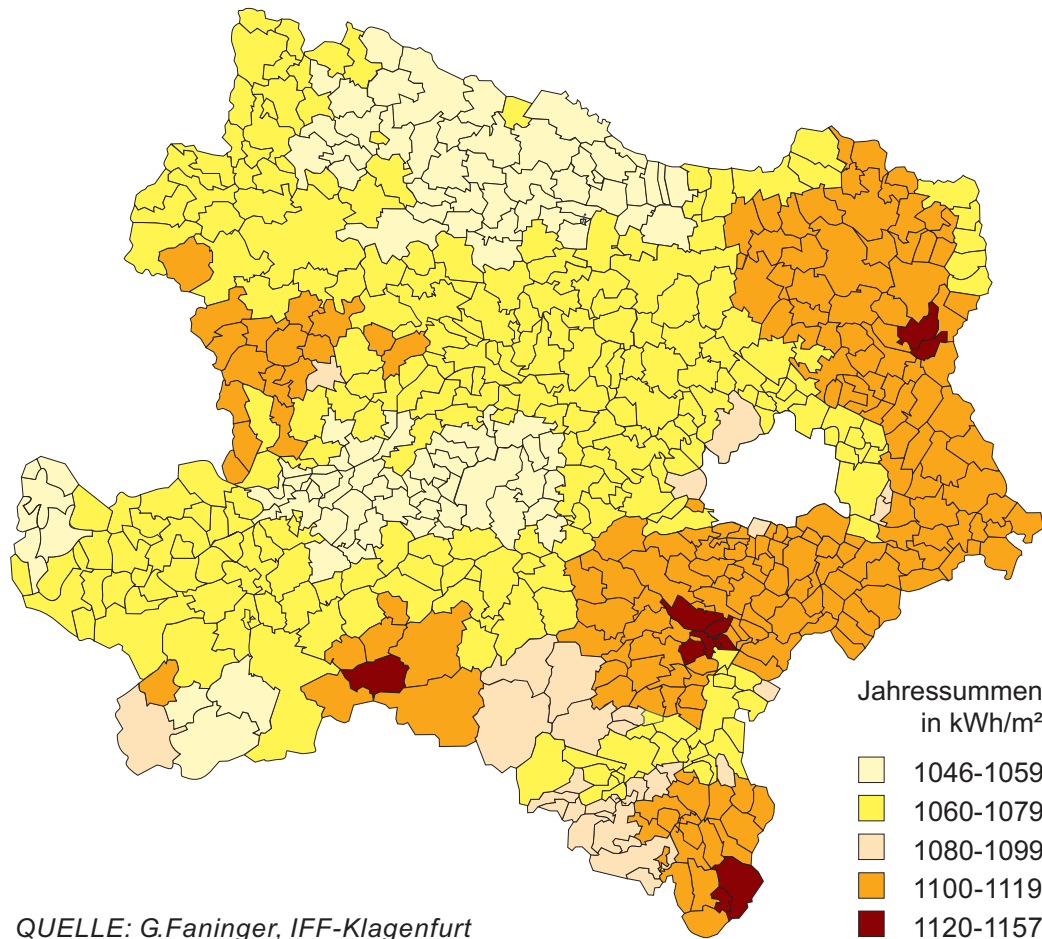 Jahressummen
in kWh/m²
1046-1059
1060-1079
1080-1099
1100-1119
1120-1157
QUELLE: G.Faninger, IFF-Klagenfurt